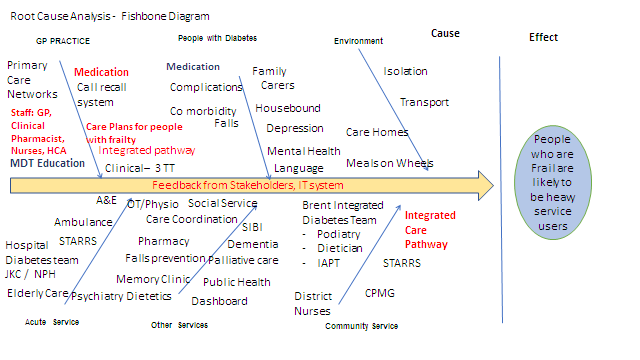 Root Cause Analysis - Fishbone Diagram
GP PRACTICE
People with Diabetes
Environment
Cause
Effect
Primary
Care
Networks
Medication
Call recall
system
Staff: GP,
Clinical
Pharmacist,
Nurses, HCA
MDT Education
Care Plans for people
with frailty
Integrated pathway
Clinical – 3 TT
Medication
Complications
Co morbidity
Falls
Family
Carers
Housebound
Depression
Mental Health
Language
Isolation
Transport
Care Homes
Meals on Wheels
Feedback from Stakeholders, IT system
People
who are
Frail are
likely to
be heavy
service
users
A&E
Ambulance
STARRS
Hospital
Diabetes team
JKC / NPH
Elderly Care
Psychiatry
Acute Service
OT/Physio
Social Service
Care Coordination
SIBI
Pharmacy
Dementia
Falls prevention
Palliative care
Memory Clinic
Public Health
Dietetics
Dashboard
Other Services
Brent Integrated
Diabetes Team
- Podiatry
- Dietician
- IAPT
Integrated
Care
Pathway
STARRS
District
Nurses
CPMG
Community Service